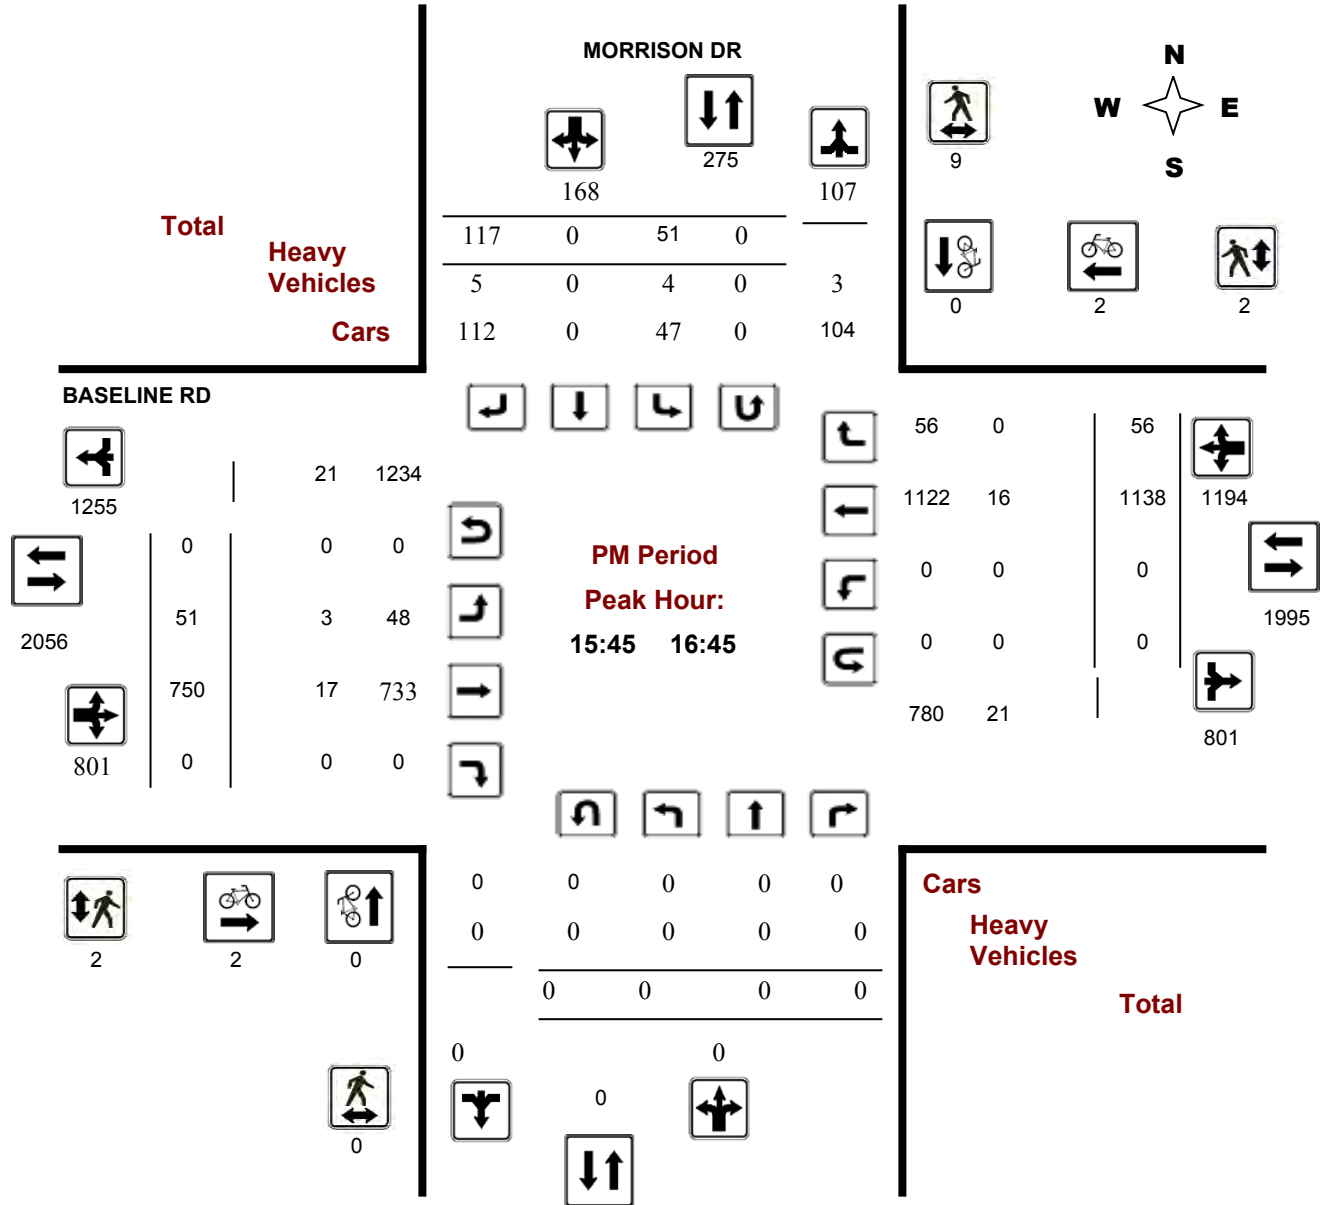 MORRISON DR
N
W E
S
275
9
168
107
Total
117 0 51 0
Heavy
Vehicles
5 0 4 0 3
0 2 2
Cars
112 0 47 0 104
BASELINE RD
56 0 56
21 1234
1255
1122 16 1138 1194
0 0 0
PM Period
0 0 0
Peak Hour:
51 3 48
1995
2056
15:45 16:45
0 0 0
750 17 733
780 21
801
801 0 0 0
0 0 0 0 0
Cars
0 0 0 0 0
Heavy
Vehicles
2 2 0
0 0 0 0
Total
0 0
0
0